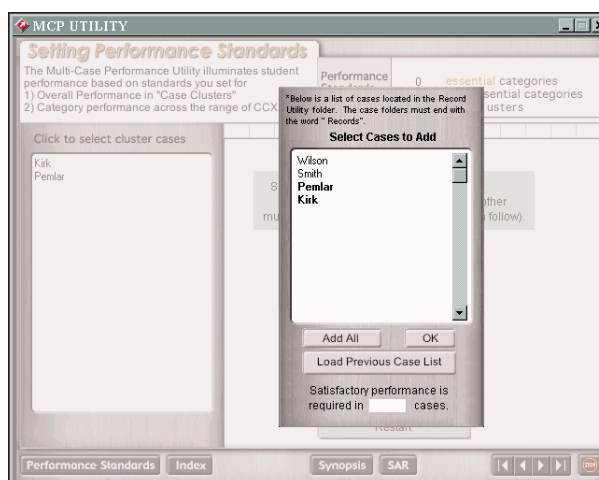 MCP UTILITY
Setting Performance Standards
The Multi-Case Performance Utility illuminates student
performance based on standards you set for
1) Overall Performance in "Case Clusters"
2) Category performance across the range of CCX
Performance
Standards
0 essential categories
sential categories
usters
Click to select cluster cases
Kirk
Pemlar
S
mu
other
follow).
*Below is a list of cases located in the Record
Utility folder. The case folders must end with
the word " Records".
Select Cases to Add
Wilson
Smith
Pemlar
Kirk
Add All
OK
Load Previous Case List
Satisfactory performance is
required in cases.
Restart
Performance Standards
Index
Synopsis
SAR
STOP